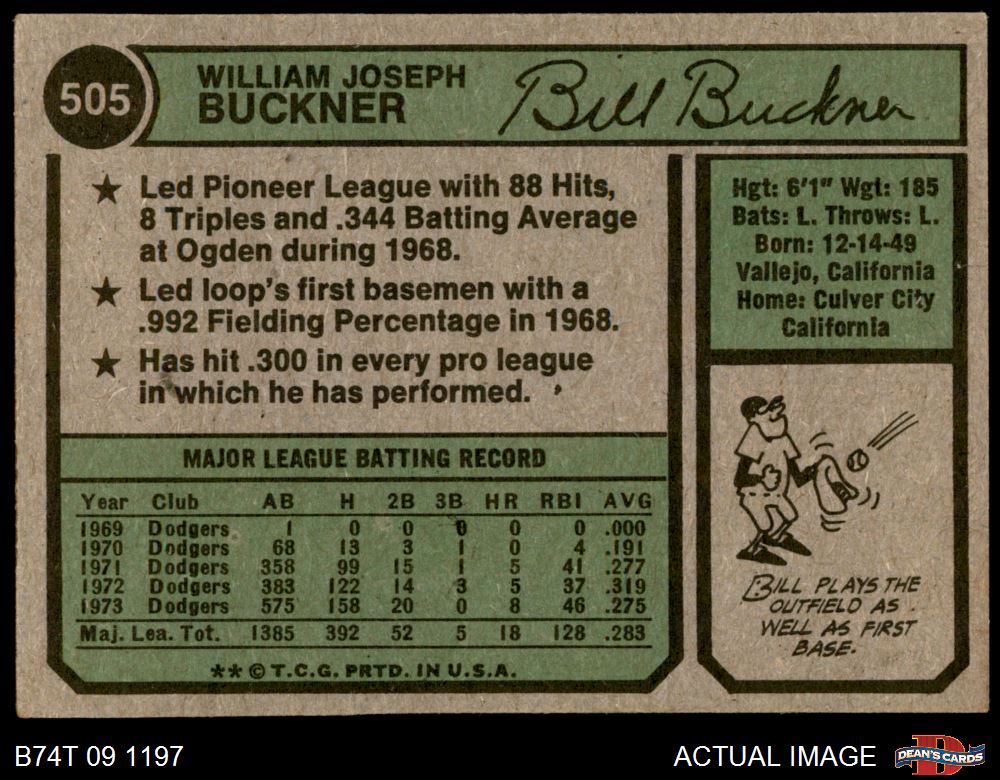 505
WILLIAM JOSEPH
BUCKNER
Bill Buckner
★ Led Pioneer League with 88 Hits,
8 Triples and .344 Batting Average
at Ogden during 1968.
★ Led loop's first basemen with a
.992 Fielding Percentage in 1968.
★ Has hit .300 in every pro league
in which he has performed.
Hgt: 6'1" Wgt: 185
Bats: L. Throws: L.
Born: 12-14-49
Vallejo, California
Home: Culver City
California
MAJOR LEAGUE BATTING RECORD
Year Club AB H 2B 3B HR RBI AVG
1969 Dodgers 1 0 0 0 0 0 .000
1970 Dodgers 68 13 3 1 0 4 .191
1971 Dodgers 358 99 15 1 5 41 .277
1972 Dodgers 383 122 14 3 5 37 .319
1973 Dodgers 575 158 20 0 8 46 .275
Maj. Lea. Tot. 1385 392 52 5 18 128 .283
** © T.C.G. PRTD. IN U.S.A.
BILL PLAYS THE
OUTFIELD AS
WELL AS FIRST
BASE.
B74T 09 1197
ACTUAL IMAGE
D
DEAN'S CARDS